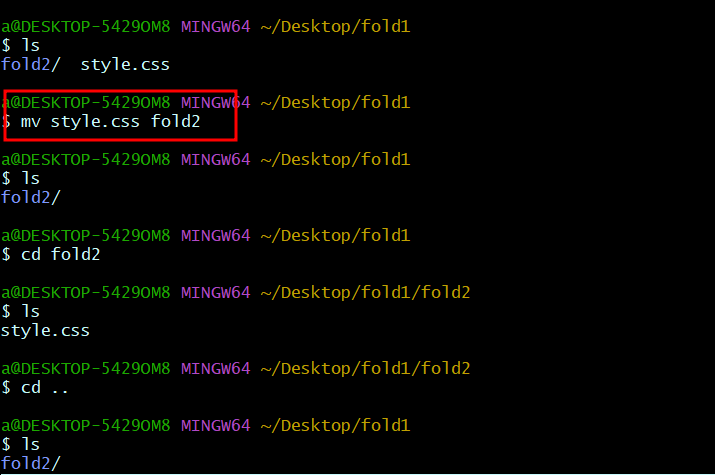 a@DESKTOP-5429OM8 MINGW64 ~/Desktop/fold1
$ ls
fold2/  style.css
a@DESKTOP-5429OM8 MINGW64 ~/Desktop/fold1
$ mv style.css fold2
a@DESKTOP-5429OM8 MINGW64 ~/Desktop/fold1
$ ls
fold2/
a@DESKTOP-5429OM8 MINGW64 ~/Desktop/fold1
$ cd fold2
a@DESKTOP-5429OM8 MINGW64 ~/Desktop/fold1/fold2
$ ls
style.css
a@DESKTOP-5429OM8 MINGW64 ~/Desktop/fold1/fold2
$ cd ..
a@DESKTOP-5429OM8 MINGW64 ~/Desktop/fold1
$ ls
fold2/